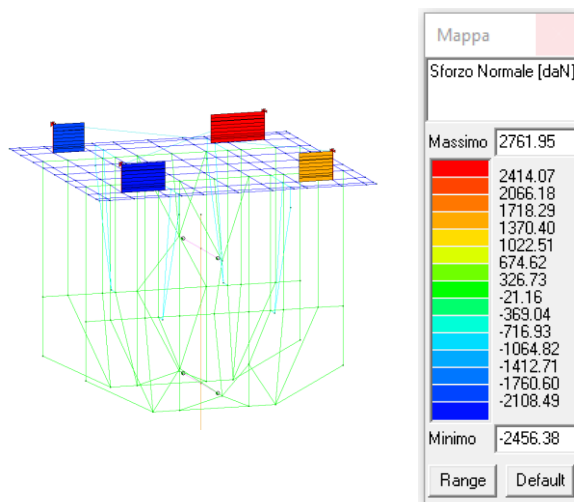 Mappa
Sforzo Normale [daN]
Massimo 2761.95
2414.07
2066.18
1718.29
1370.40
1022.51
674.62
326.73
-21.16
-369.04
-716.93
-1064.82
-1412.71
-1760.60
-2108.49
Minimo -2456.38
Range Default